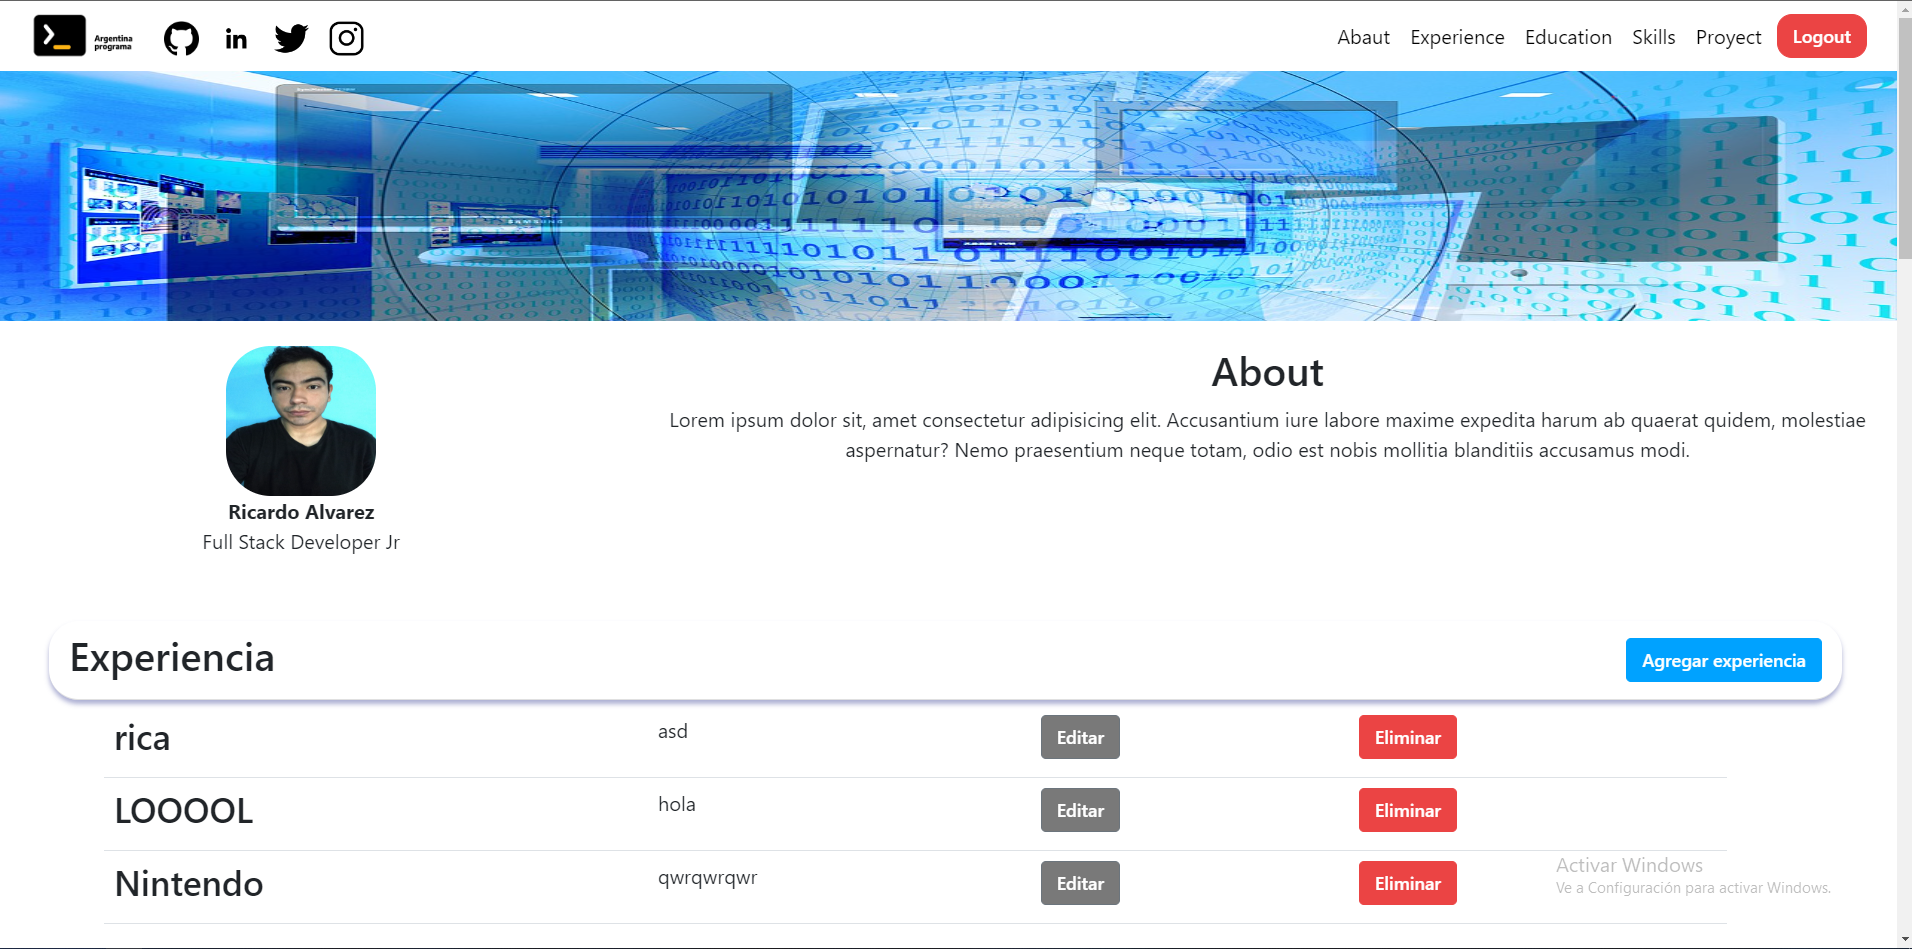 Argentina
programa
in
Abaut Experience Education Skills Proyect Logout
About
Lorem ipsum dolor sit, amet consectetur adipisicing elit. Accusantium iure labore maxime expedita harum ab quaerat quidem, molestiae
aspernatur? Nemo praesentium neque totam, odio est nobis mollitia blanditiis accusamus modi.
Ricardo Alvarez
Full Stack Developer Jr
Experiencia Agregar experiencia
rica asd Editar Eliminar
LOOOOL hola Editar Eliminar
Nintendo qwrqwrqwr Editar Eliminar
Activar Windows
Ve a Configuración para activar Windows.